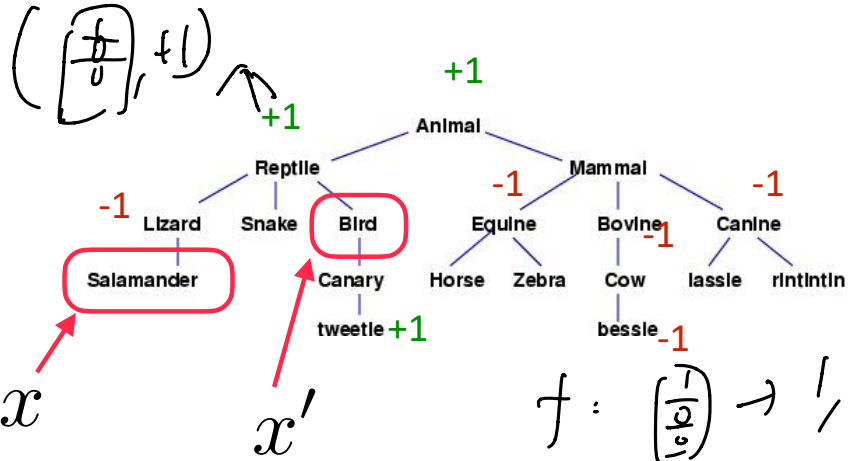 +1
+1
Animal
Reptile
Mammal
-1
-1
-1
Lizard
Snake
Bird
Equine
Bovine
-1
Canine
Salamander
Canary
Horse
Zebra
Cow
lassie
rintintin
tweetie
+1
bessie
-1
x
x′